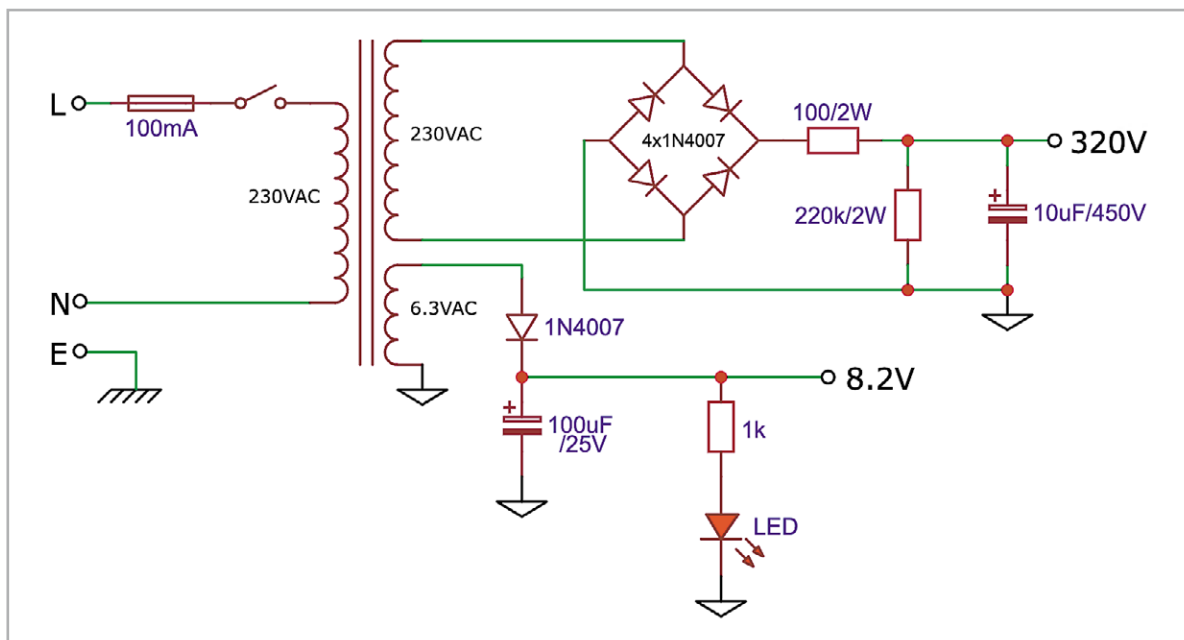 L
100mA
230VAC
N
E
230VAC
6.3VAC
4x1N4007
100/2W
320V
220k/2W
+
10uF/450V
1N4007
8.2V
+
100uF
/25V
1k
LED